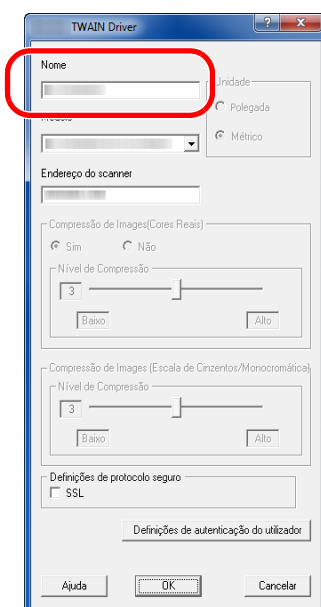 TWAIN Driver
Nome
Unidade
Polegada
Métrico
Endereço do scanner
Compressão de Images(Cores Reais)
Sim Não
Nível de Compressão
3
Baixo Alto
Compressão de Images (Escala de Cinzentos/Monocromática)
Nível de Compressão
3
Baixo Alto
Definições de protocolo seguro
SSL
Definições de autenticação do utilizador
Ajuda OK Cancelar